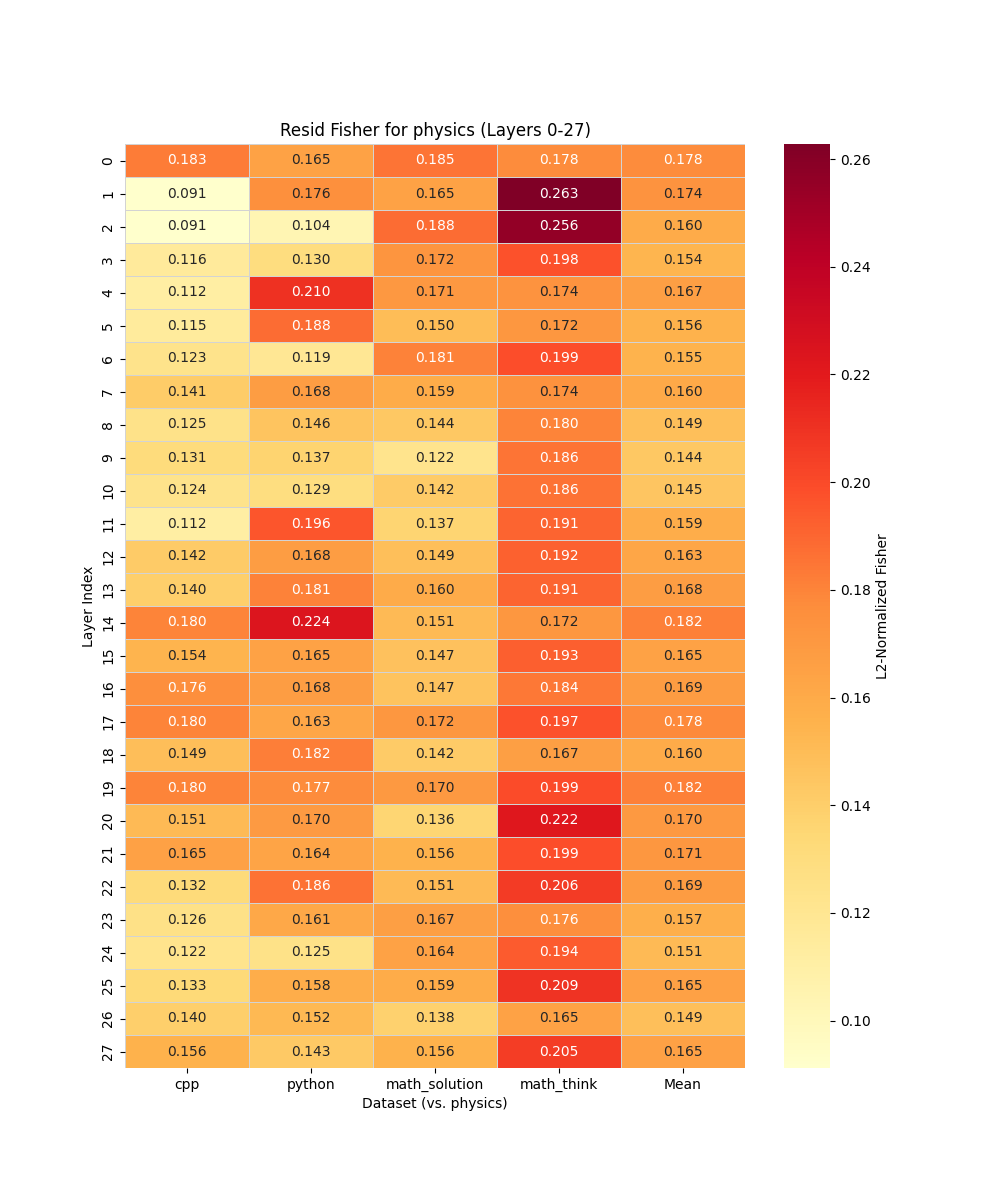 Resid Fisher for physics (Layers 0-27)
0 0.183 0.165 0.185 0.178 0.178
1 0.091 0.176 0.165 0.263 0.174
2 0.091 0.104 0.188 0.256 0.160
3 0.116 0.130 0.172 0.198 0.154
4 0.112 0.210 0.171 0.174 0.167
5 0.115 0.188 0.150 0.172 0.156
6 0.123 0.119 0.181 0.199 0.155
7 0.141 0.168 0.159 0.174 0.160
8 0.125 0.146 0.144 0.180 0.149
9 0.131 0.137 0.122 0.186 0.144
10 0.124 0.129 0.142 0.186 0.145
11 0.112 0.196 0.137 0.191 0.159
12 0.142 0.168 0.149 0.192 0.163
13 0.140 0.181 0.160 0.191 0.168
14 0.180 0.224 0.151 0.172 0.182
15 0.154 0.165 0.147 0.193 0.165
16 0.176 0.168 0.147 0.184 0.169
17 0.180 0.163 0.172 0.197 0.178
18 0.149 0.182 0.142 0.167 0.160
19 0.180 0.177 0.170 0.199 0.182
20 0.151 0.170 0.136 0.222 0.170
21 0.165 0.164 0.156 0.199 0.171
22 0.132 0.186 0.151 0.206 0.169
23 0.126 0.161 0.167 0.176 0.157
24 0.122 0.125 0.164 0.194 0.151
25 0.133 0.158 0.159 0.209 0.165
26 0.140 0.152 0.138 0.165 0.149
27 0.156 0.143 0.156 0.205 0.165
cpp python math_solution math_think Mean
Dataset (vs. physics)
Layer Index
0.26
0.24
0.22
0.20
0.18
0.16
0.14
0.12
0.10
L2-Normalized Fisher